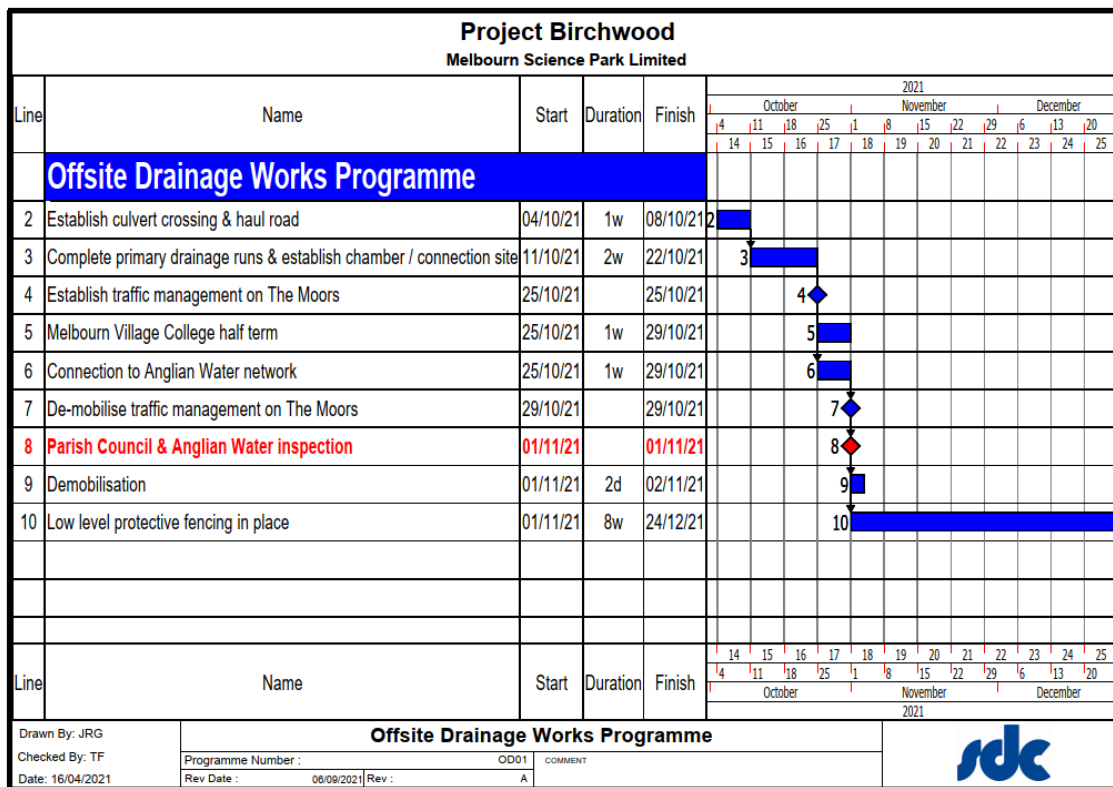 Project Birchwood
Melbourn Science Park Limited
2021
October November December
Line Name Start Duration Finish
4 11 18 25 1 8 15 22 29 6 13 20
14 15 16 17 18 19 20 21 22 23 24 25
Offsite Drainage Works Programme
2 Establish culvert crossing & haul road 04/10/21 1w 08/10/21 2
3 Complete primary drainage runs & establish chamber / connection site 11/10/21 2w 22/10/21 3
4 Establish traffic management on The Moors 25/10/21 25/10/21 4
5 Melbourn Village College half term 25/10/21 1w 29/10/21 5
6 Connection to Anglian Water network 25/10/21 1w 29/10/21 6
7 De-mobilise traffic management on The Moors 29/10/21 29/10/21 7
8 Parish Council & Anglian Water inspection 01/11/21 01/11/21 8
9 Demobilisation 01/11/21 2d 02/11/21 9
10 Low level protective fencing in place 01/11/21 8w 24/12/21 10
14 15 16 17 18 19 20 21 22 23 24 25
4 11 18 25 1 8 15 22 29 6 13 20
Line Name Start Duration Finish
October November December
2021
Drawn By: JRG
Checked By: TF
Date: 16/04/2021
Offsite Drainage Works Programme
Programme Number : OD01 COMMENT
Rev Date : 06/09/2021 Rev : A
sdc